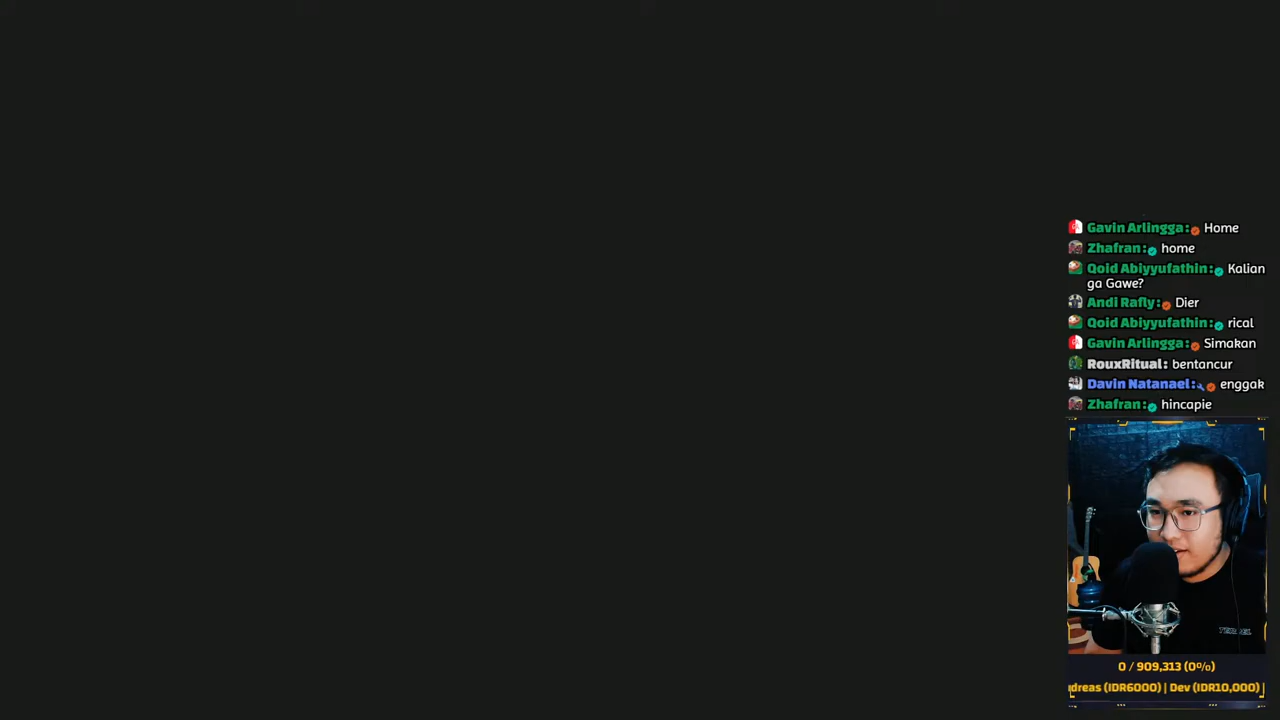 Gavin Arlingga: Home
Zhafran: home
Qoid Abiyyufathin: Kalian
ga Gawe?
Andi Rafly: Dier
Qoid Abiyyufathin: rical
Gavin Arlingga: Simakan
RouxRitual: bentancur
Davin Natanael: enggak
Zhafran: hincapie
0 / 909,313 (0%)
dreas (IDR6000) | Dev (IDR10,000) |